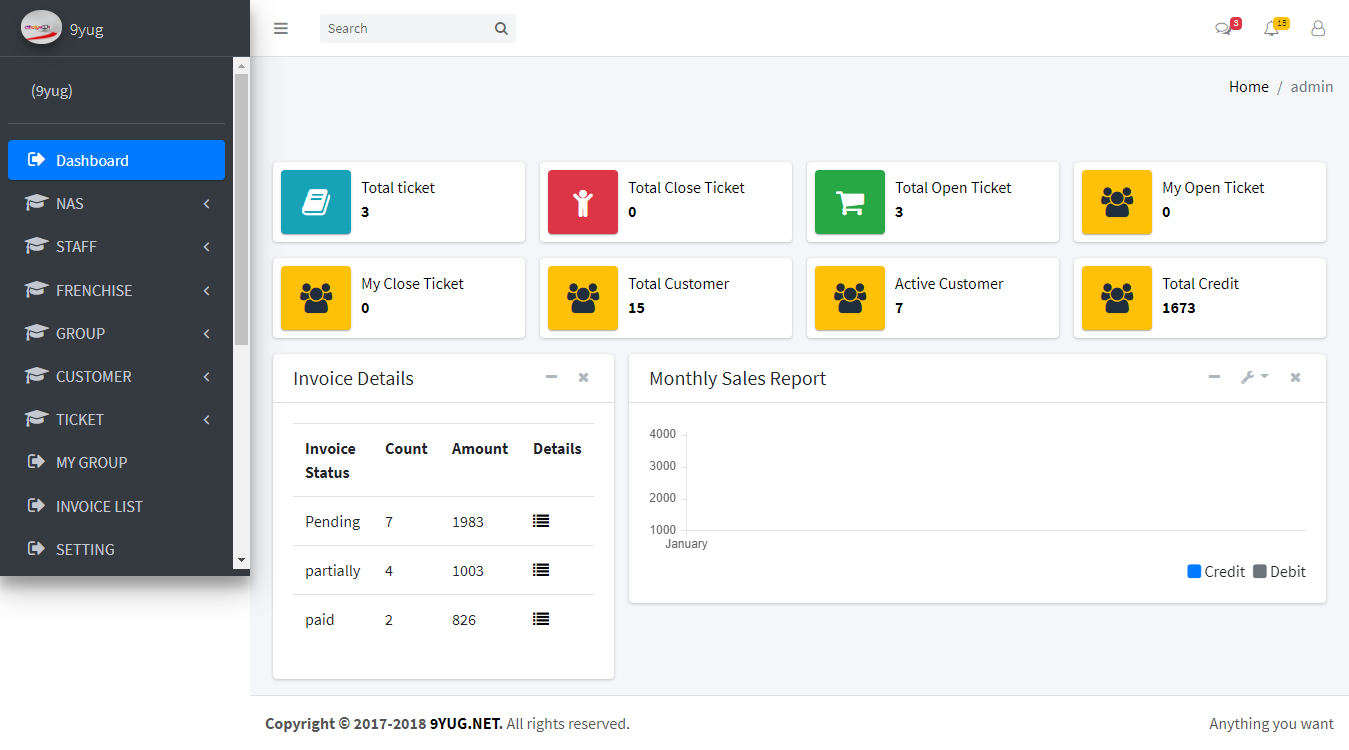 9yug
Search
3
15
(9yug)
Home / admin
Dashboard
NAS
STAFF
FRENCHISE
GROUP
CUSTOMER
TICKET
MY GROUP
INVOICE LIST
SETTING
Total ticket
3
Total Close Ticket
0
Total Open Ticket
3
My Open Ticket
0
My Close Ticket
0
Total Customer
15
Active Customer
7
Total Credit
1673
Invoice Details
Invoice Status Count Amount Details
Pending 7 1983
partially 4 1003
paid 2 826
Monthly Sales Report
4000
3000
2000
1000
January
Credit Debit
Copyright © 2017-2018 9YUG.NET. All rights reserved.
Anything you want